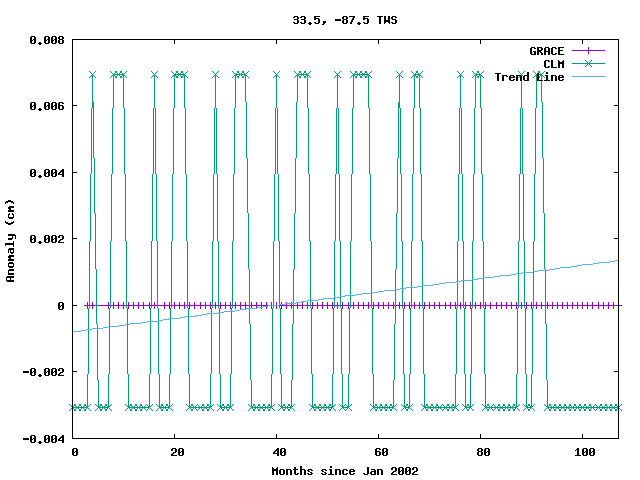 33.5, -87.5 TWS
GRACE
CLM
Trend Line
0.008
0.006
0.004
0.002
0
-0.002
-0.004
Anomaly (cm)
0 20 40 60 80 100
Months since Jan 2002